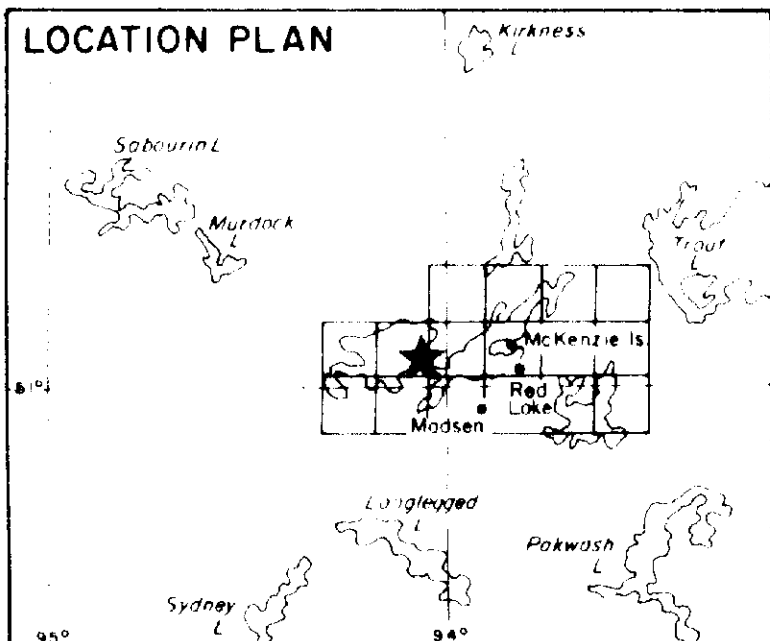 LOCATION PLAN
Kirkness
L
Sabourin L
Murdock
L
Trout
L
McKenzie Is.
51°
Red
Lake
Madsen
Longlegged
L
Pakwash
L
Sydney
L
95°
94°